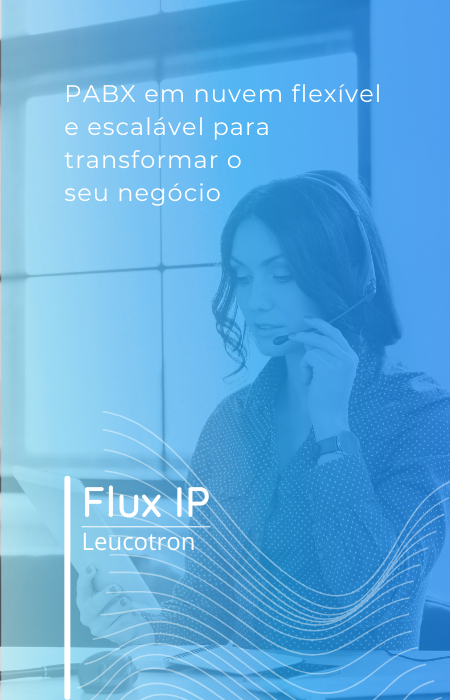 PABX em nuvem flexível
e escalável para
transformar o
seu negócio
Flux IP
Leucotron